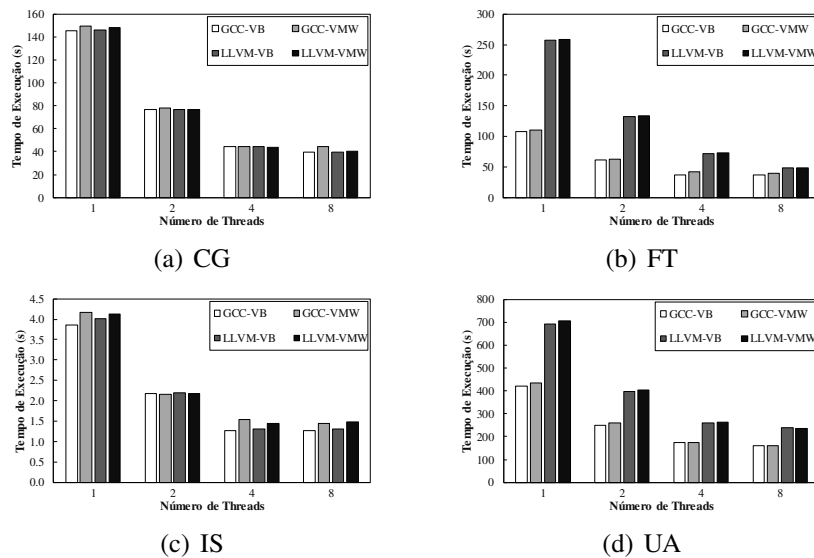 160
140
120
100
80
60
40
20
0
Tempo de Execução (s)
GCC-VB GCC-VMW
LLVM-VB LLVM-VMW
1 2 4 8
Número de Threads
(a) CG
300
250
200
150
100
50
0
Tempo de Execução (s)
GCC-VB GCC-VMW
LLVM-VB LLVM-VMW
1 2 4 8
Número de Threads
(b) FT
4.5
4.0
3.5
3.0
2.5
2.0
1.5
1.0
0.5
0.0
Tempo de Execução (s)
GCC-VB GCC-VMW
LLVM-VB LLVM-VMW
1 2 4 8
Número de Threads
(c) IS
800
700
600
500
400
300
200
100
0
Tempo de Execução (s)
GCC-VB GCC-VMW
LLVM-VB LLVM-VMW
1 2 4 8
Número de Threads
(d) UA